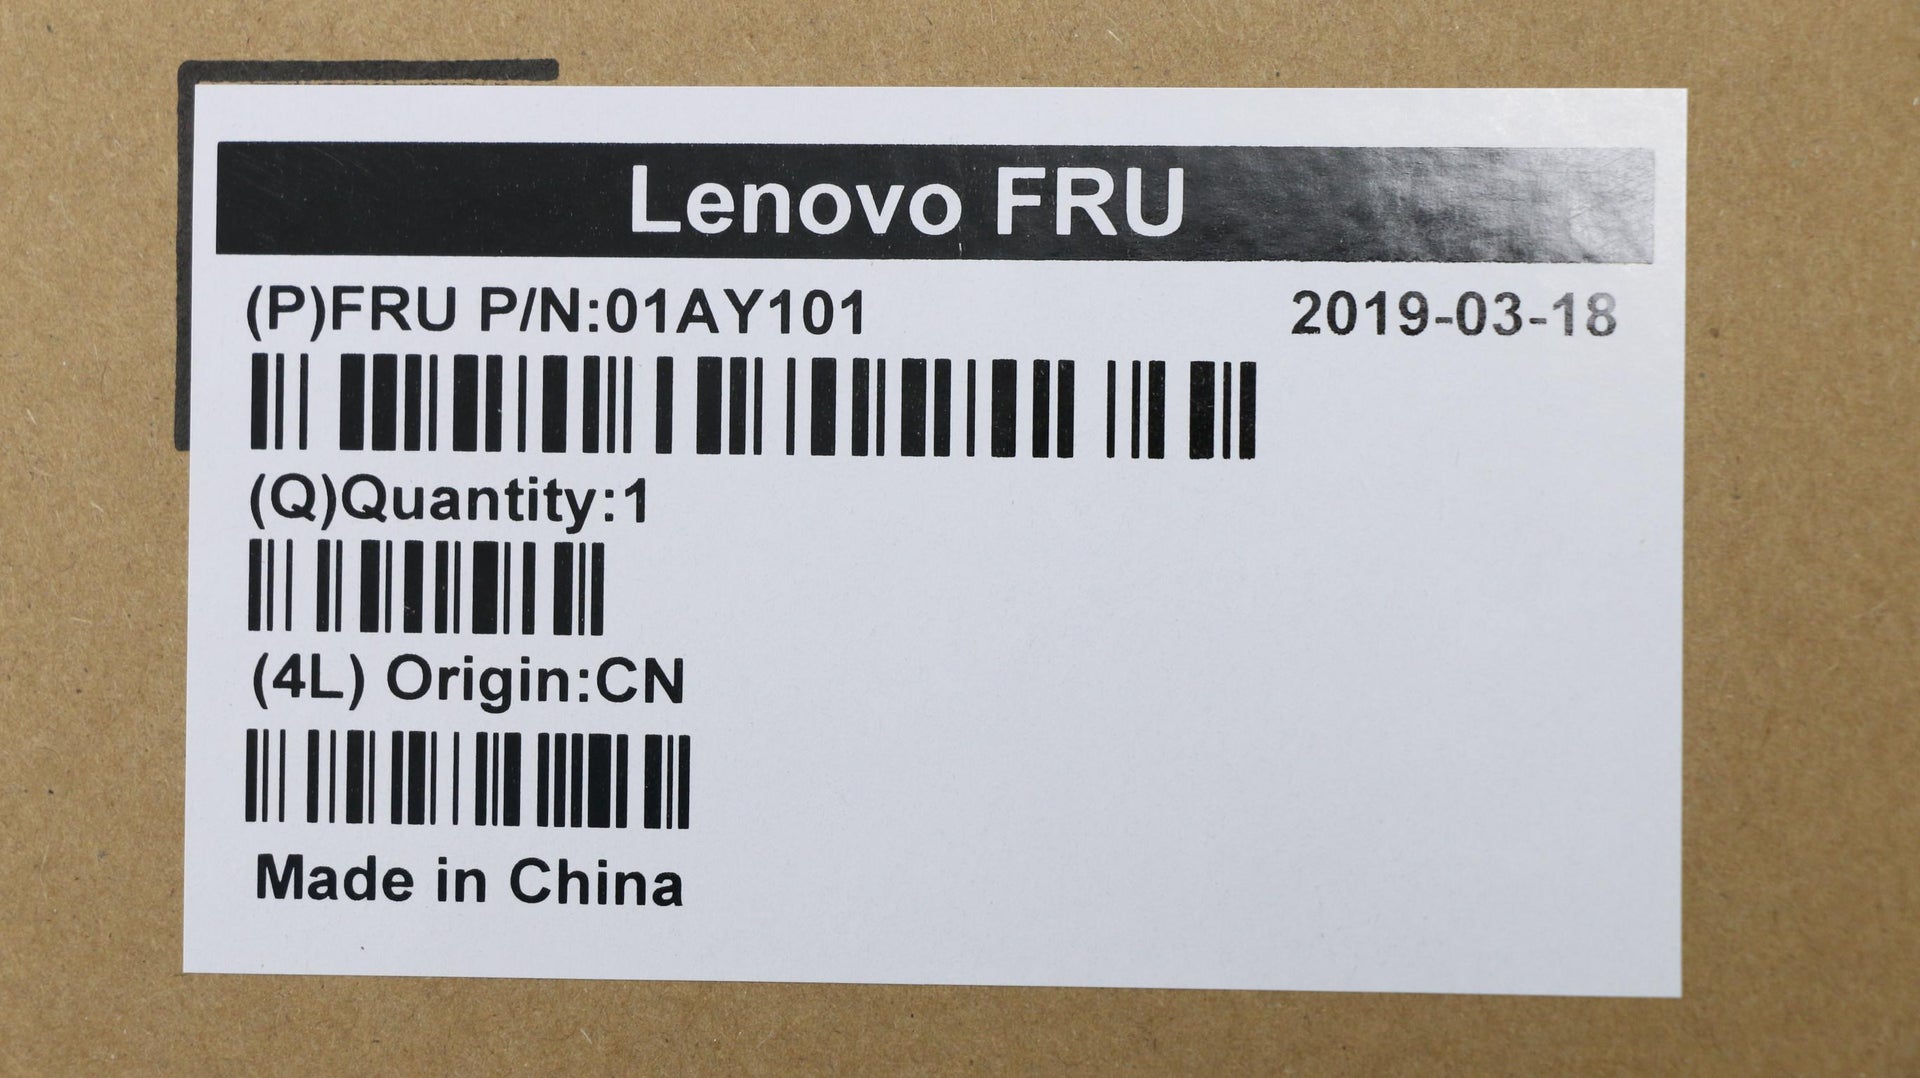 Lenovo FRU
(P)FRU P/N:01AY101 2019-03-18
(Q)Quantity:1
(4L) Origin:CN
Made in China